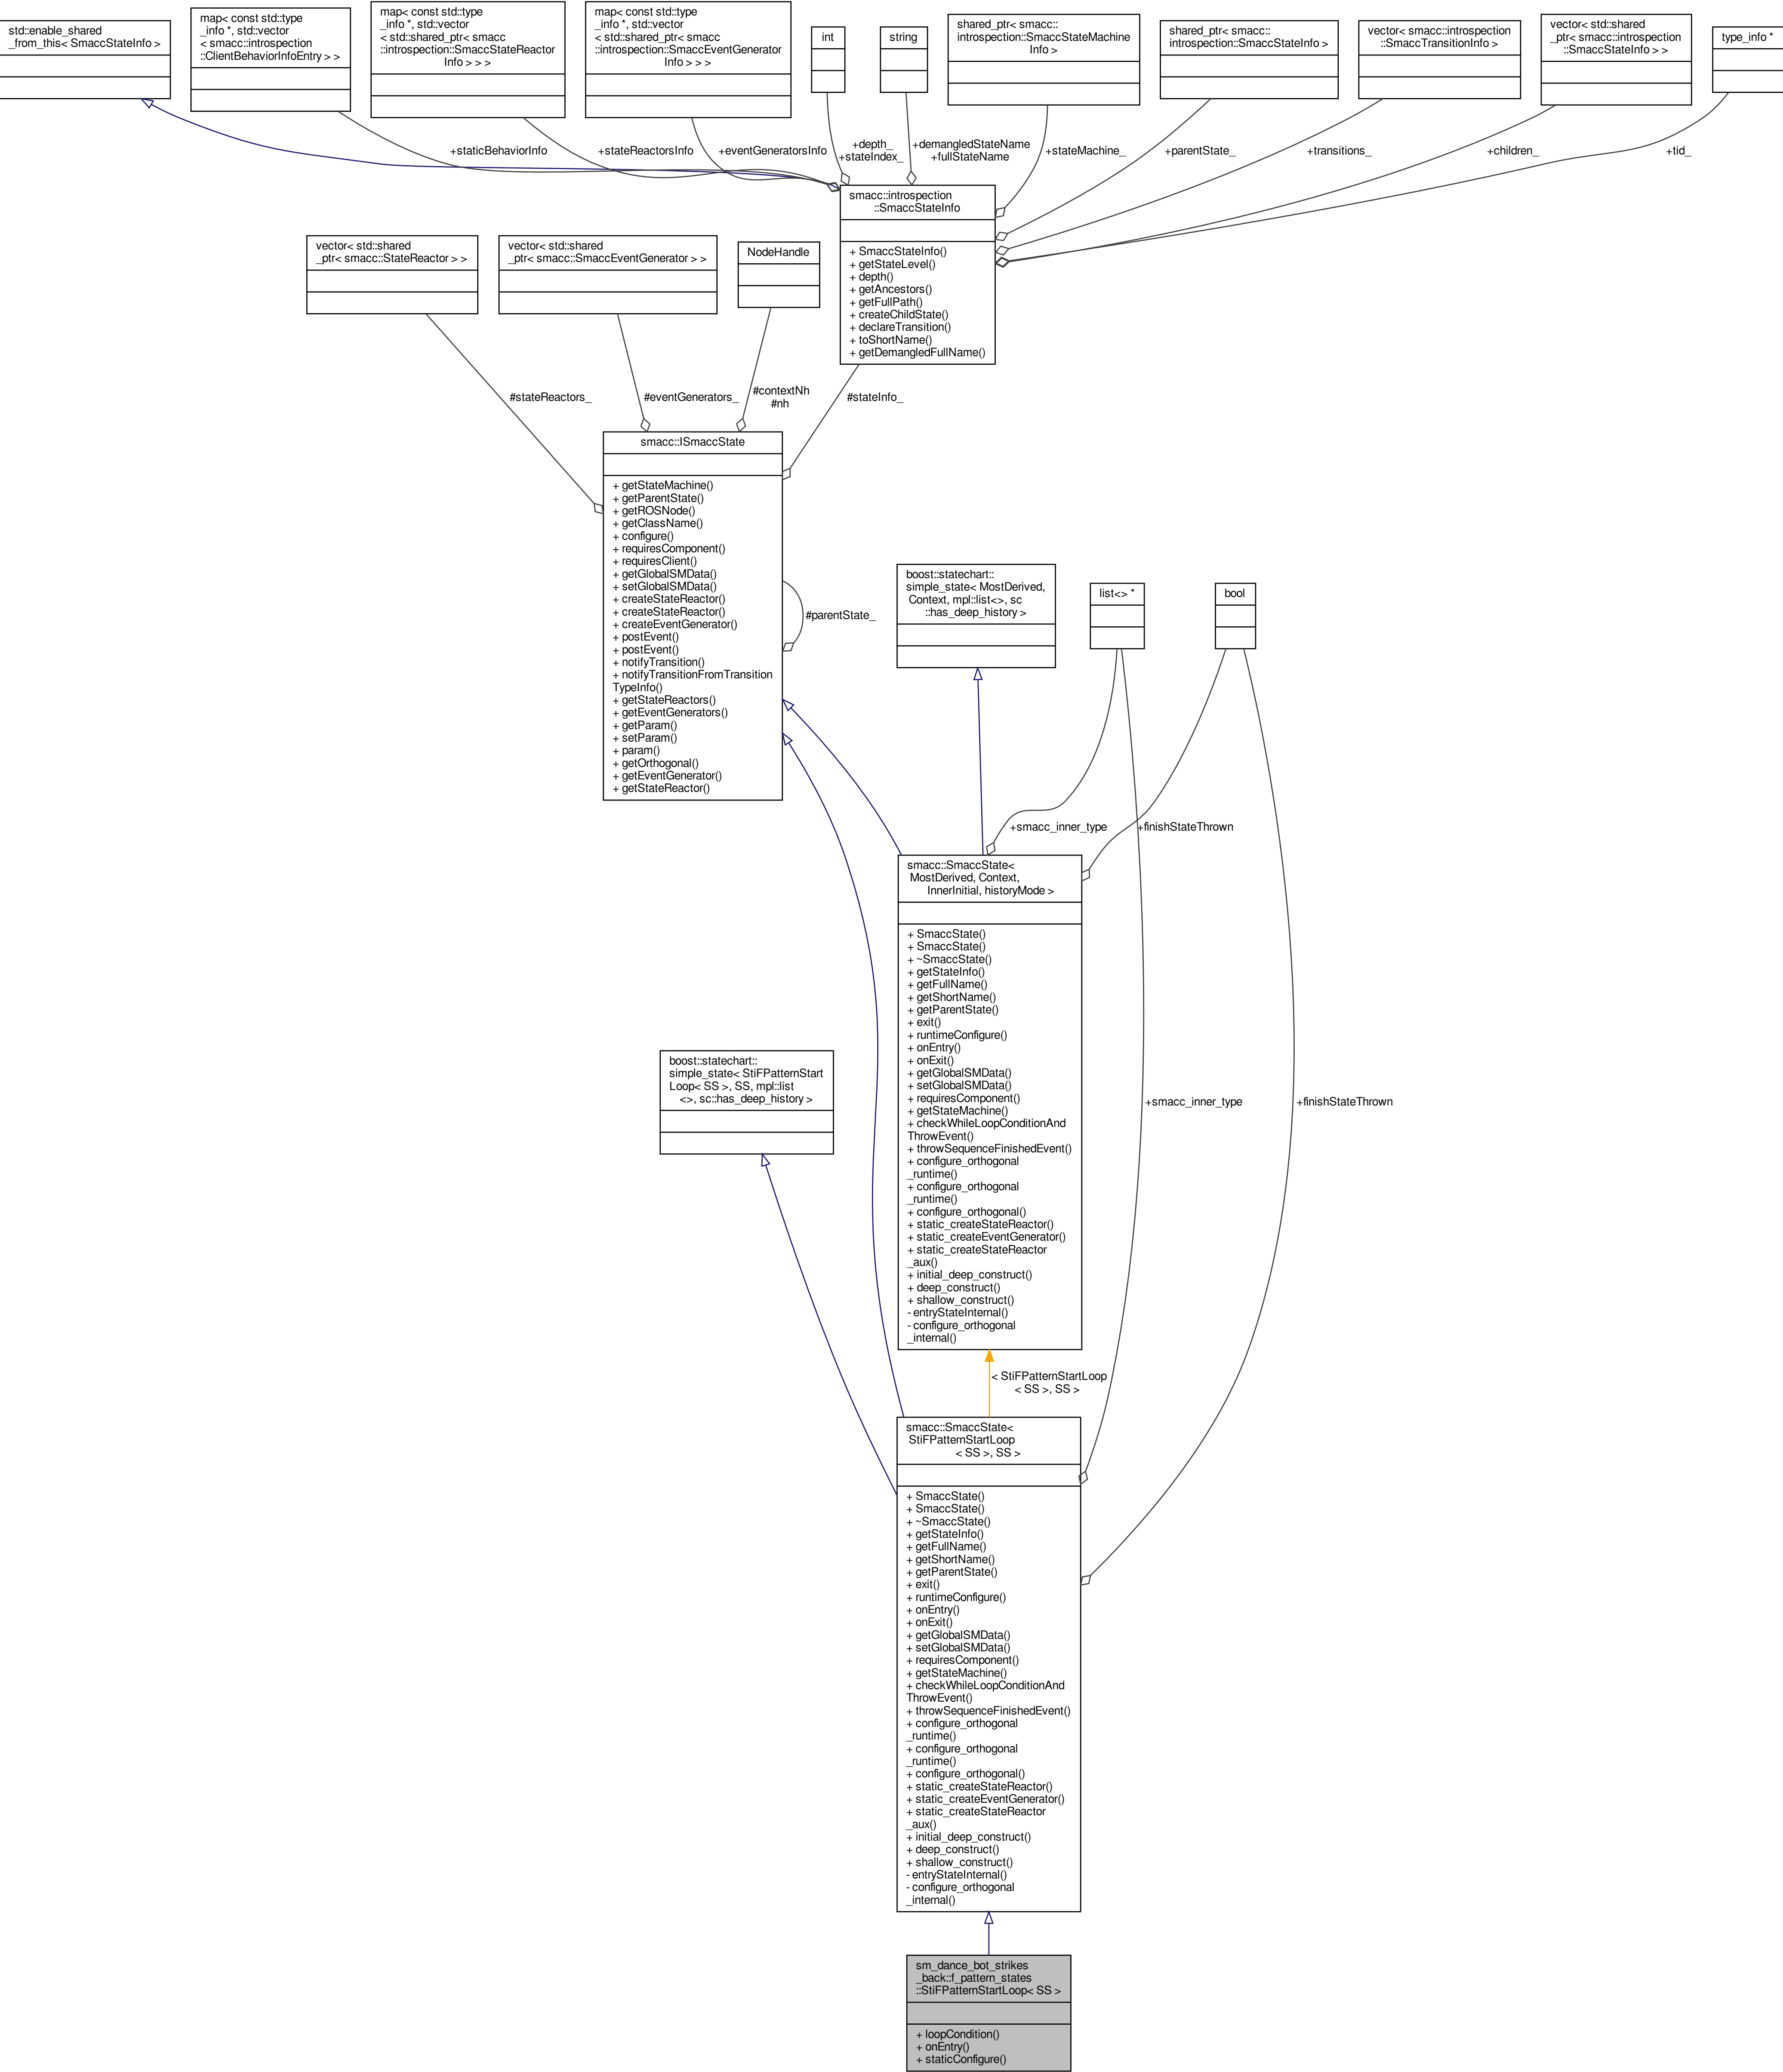 std::enable_shared
_from_this< SmaccStateInfo >
map< const std::type
_info *, std::vector
< smacc::introspection
::ClientBehaviorInfoEntry > >
map< const std::type
_info *, std::vector
< std::shared_ptr< smacc
::introspection::SmaccStateReactor
Info > > >
map< const std::type
_info *, std::vector
< std::shared_ptr< smacc
::introspection::SmaccEventGenerator
Info > > >
int
string
shared_ptr< smacc::
introspection::SmaccStateMachine
Info >
shared_ptr< smacc::
introspection::SmaccStateInfo >
vector< smacc::introspection
::SmaccTransitionInfo >
vector< std::shared
_ptr< smacc::introspection
::SmaccStateInfo > >
type_info *
+staticBehaviorInfo
+stateReactorsInfo
+eventGeneratorsInfo
+depth_
+stateIndex_
+demangledStateName
+fullStateName
+stateMachine_
+parentState_
+transitions_
+children_
+tid_
smacc::introspection
::SmaccStateInfo
+ SmaccStateInfo()
+ getStateLevel()
+ depth()
+ getAncestors()
+ getFullPath()
+ createChildState()
+ declareTransition()
+ toShortName()
+ getDemangledFullName()
vector< std::shared
_ptr< smacc::StateReactor > >
vector< std::shared
_ptr< smacc::SmaccEventGenerator > >
NodeHandle
#stateReactors_
#eventGenerators_
#contextNh
#nh
#stateInfo_
smacc::ISmaccState
+ getStateMachine()
+ getParentState()
+ getROSNode()
+ getClassName()
+ configure()
+ requiresComponent()
+ requiresClient()
+ getGlobalSMData()
+ setGlobalSMData()
+ createStateReactor()
+ createStateReactor()
+ createEventGenerator()
+ postEvent()
+ postEvent()
+ notifyTransition()
+ notifyTransitionFromTransition
TypeInfo()
+ getStateReactors()
+ getEventGenerators()
+ getParam()
+ setParam()
+ param()
+ getOrthogonal()
+ getEventGenerator()
+ getStateReactor()
#parentState_
boost::statechart::
simple_state< MostDerived,
Context, mpl::list<>, sc
::has_deep_history >
list<> *
bool
+smacc_inner_type
+finishStateThrown
smacc::SmaccState<
MostDerived, Context,
InnerInitial, historyMode >
+ SmaccState()
+ SmaccState()
+ ~SmaccState()
+ getStateInfo()
+ getFullName()
+ getShortName()
+ getParentState()
+ exit()
+ runtimeConfigure()
+ onEntry()
+ onExit()
+ getGlobalSMData()
+ setGlobalSMData()
+ requiresComponent()
+ getStateMachine()
+ checkWhileLoopConditionAnd
ThrowEvent()
+ throwSequenceFinishedEvent()
+ configure_orthogonal
_runtime()
+ configure_orthogonal
_runtime()
+ configure_orthogonal()
+ static_createStateReactor()
+ static_createEventGenerator()
+ static_createStateReactor
_aux()
+ initial_deep_construct()
+ deep_construct()
+ shallow_construct()
- entryStateInternal()
- configure_orthogonal
_internal()
boost::statechart::
simple_state< StiFPatternStart
Loop< SS >, SS, mpl::list
<>, sc::has_deep_history >
+smacc_inner_type
+finishStateThrown
< StiFPatternStartLoop
< SS >, SS >
smacc::SmaccState<
StiFPatternStartLoop
< SS >, SS >
+ SmaccState()
+ SmaccState()
+ ~SmaccState()
+ getStateInfo()
+ getFullName()
+ getShortName()
+ getParentState()
+ exit()
+ runtimeConfigure()
+ onEntry()
+ onExit()
+ getGlobalSMData()
+ setGlobalSMData()
+ requiresComponent()
+ getStateMachine()
+ checkWhileLoopConditionAnd
ThrowEvent()
+ throwSequenceFinishedEvent()
+ configure_orthogonal
_runtime()
+ configure_orthogonal
_runtime()
+ configure_orthogonal()
+ static_createStateReactor()
+ static_createEventGenerator()
+ static_createStateReactor
_aux()
+ initial_deep_construct()
+ deep_construct()
+ shallow_construct()
- entryStateInternal()
- configure_orthogonal
_internal()
sm_dance_bot_strikes
_back::f_pattern_states
::StiFPatternStartLoop< SS >
+ loopCondition()
+ onEntry()
+ staticConfigure()